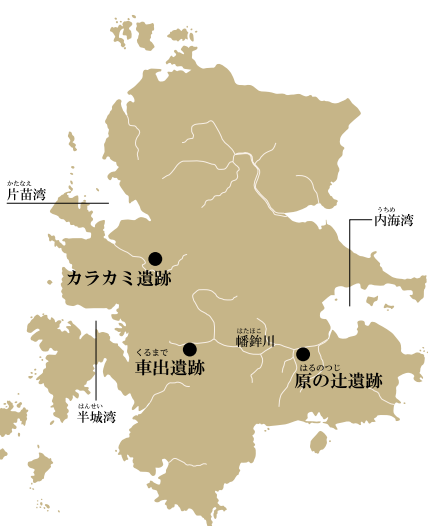 かたなえ
片苗湾
うちめ
内海湾
カラカミ遺跡
はたほこ
幡鉾川
くるまで
車出遺跡
はるのつじ
原の辻遺跡
はんせい
半城湾